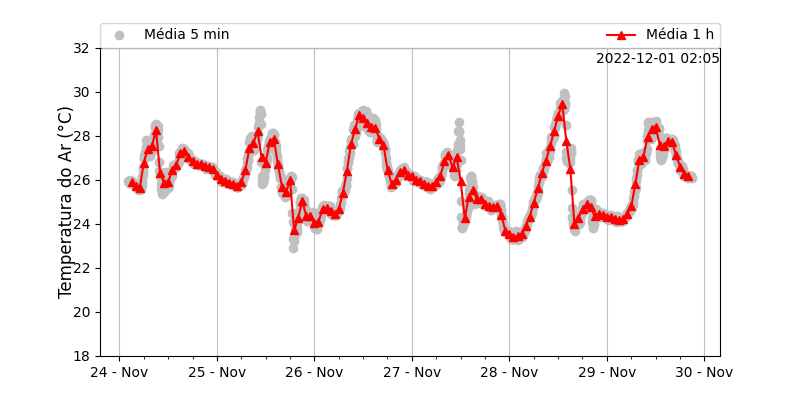 Média 5 min
Média 1 h
2022-12-01 02:05
Temperatura do Ar (°C)
32
30
28
26
24
22
20
18
24 - Nov
25 - Nov
26 - Nov
27 - Nov
28 - Nov
29 - Nov
30 - Nov